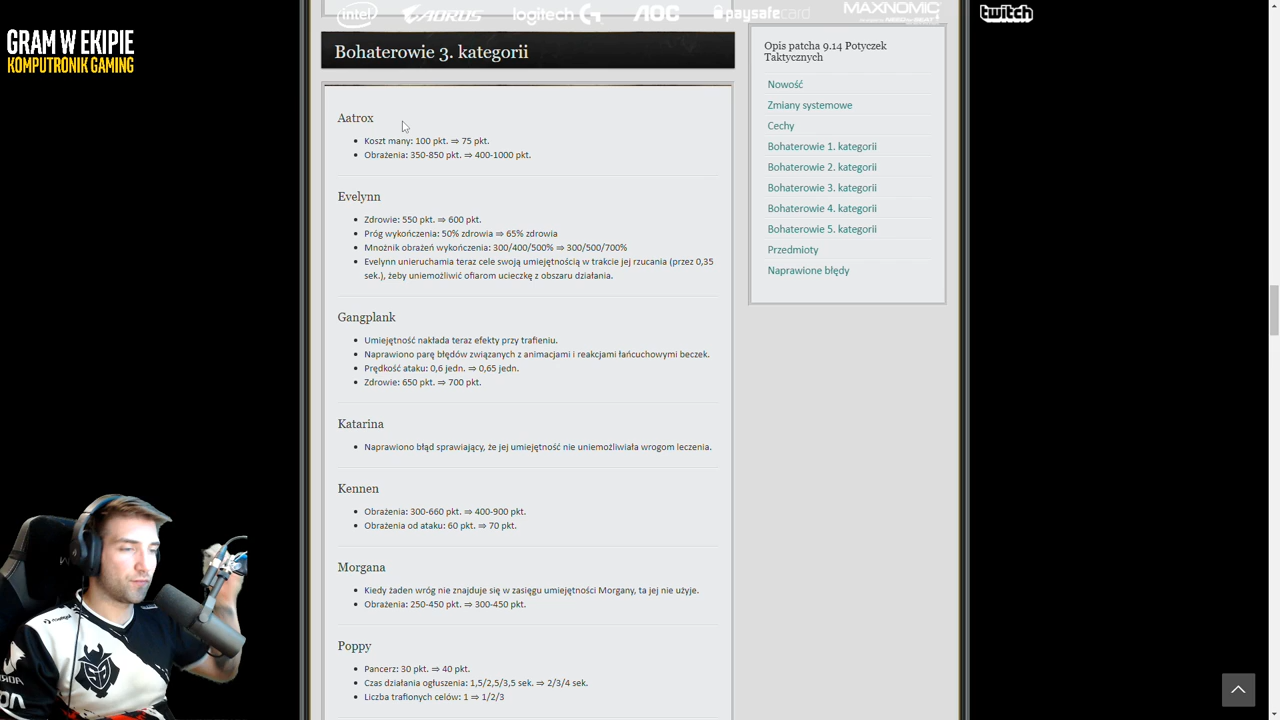 intel AORUS logitech G AOC paysafecard MAXNOMIC twitch
GRAM W EKIPIE
KOMPUTRONIK GAMING
Bohaterowie 3. kategorii
Aatrox
• Koszt many: 100 pkt. ⇒ 75 pkt.
• Obrażenia: 350-850 pkt. ⇒ 400-1000 pkt.
Evelynn
• Zdrowie: 550 pkt. ⇒ 600 pkt.
• Próg wykończenia: 50% zdrowia ⇒ 65% zdrowia
• Mnożnik obrażeń wykończenia: 300/400/500% ⇒ 300/500/700%
• Evelynn unieruchamia teraz cele swoją umiejętnością w trakcie jej rzucania (przez 0,35
sek.), żeby uniemożliwić ofiarom ucieczkę z obszaru działania.
Gangplank
• Umiejętność nakłada teraz efekty przy trafieniu.
• Naprawiono parę błędów związanych z animacjami i reakcjami łańcuchowymi beczek.
• Prędkość ataku: 0,6 jedn. ⇒ 0,65 jedn.
• Zdrowie: 650 pkt. ⇒ 700 pkt.
Katarina
• Naprawiono błąd sprawiający, że jej umiejętność nie uniemożliwiała wrogom leczenia.
Kennen
• Obrażenia: 300-660 pkt. ⇒ 400-900 pkt.
• Obrażenia od ataku: 60 pkt. ⇒ 70 pkt.
Morgana
• Kiedy żaden wróg nie znajduje się w zasięgu umiejętności Morgany, ta jej nie użyje.
• Obrażenia: 250-450 pkt. ⇒ 300-450 pkt.
Poppy
• Pancerz: 30 pkt. ⇒ 40 pkt.
• Czas działania ogłuszenia: 1,5/2,5/3,5 sek. ⇒ 2/3/4 sek.
• Liczba trafionych celów: 1 ⇒ 1/2/3
Opis patcha 9.14 Potyczek
Taktycznych
Nowość
Zmiany systemowe
Cechy
Bohaterowie 1. kategorii
Bohaterowie 2. kategorii
Bohaterowie 3. kategorii
Bohaterowie 4. kategorii
Bohaterowie 5. kategorii
Przedmioty
Naprawione błędy